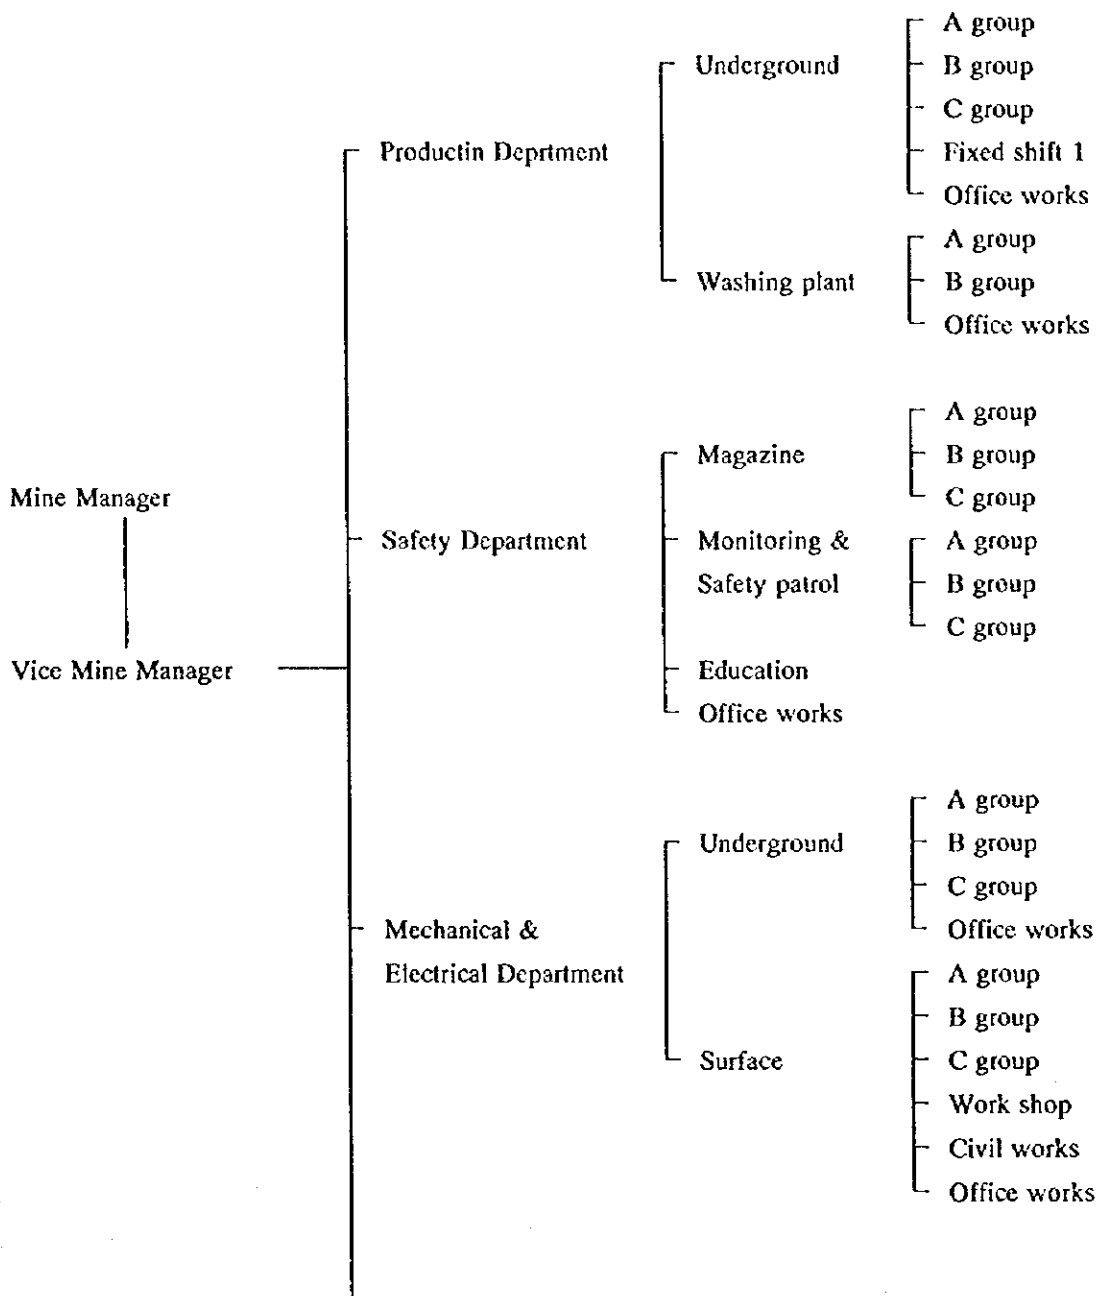 Mine Manager
Vice Mine Manager
Productin Deprtment
Underground
A group
B group
C group
Fixed shift 1
Office works
Washing plant
A group
B group
Office works
Safety Department
Magazine
A group
B group
C group
Monitoring &
Safety patrol
A group
B group
C group
Education
Office works
Mechanical &
Electrical Department
Underground
A group
B group
C group
Office works
Surface
A group
B group
C group
Work shop
Civil works
Office works